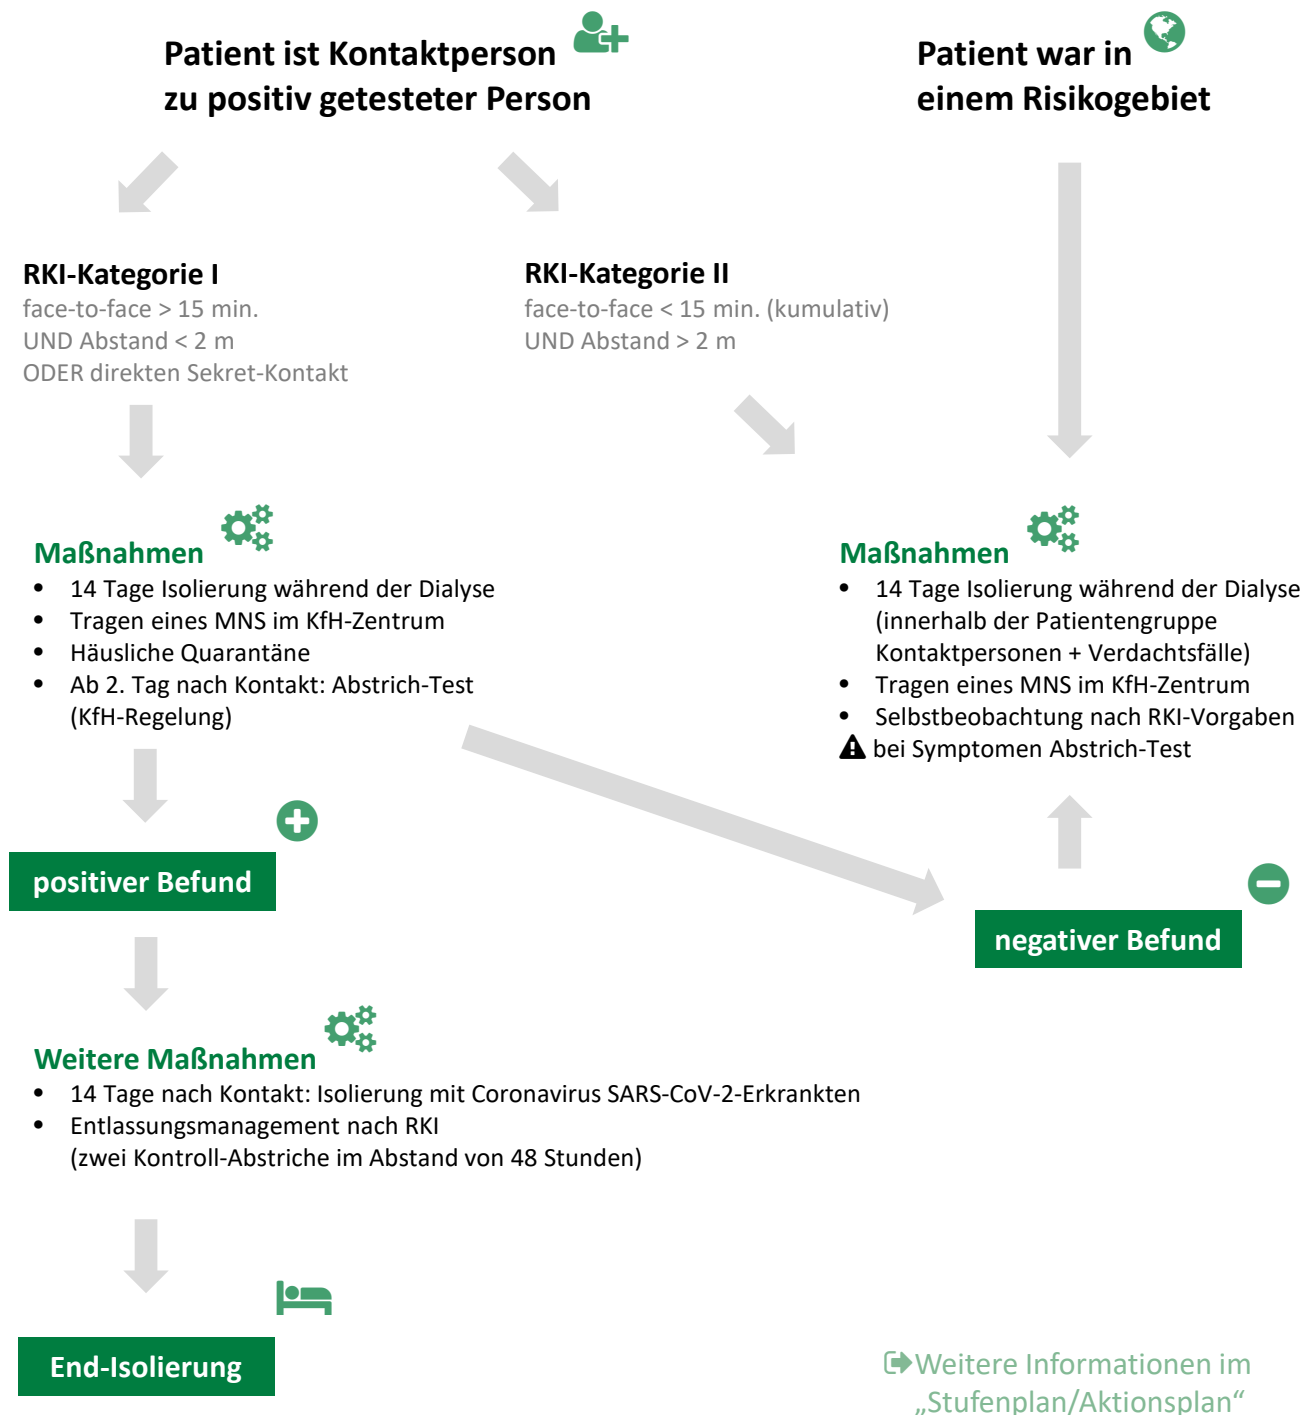 Patient ist Kontaktperson
zu positiv getesteter Person
Patient war in
einem Risikogebiet
RKI-Kategorie I
face-to-face > 15 min.
UND Abstand < 2 m
ODER direkten Sekret-Kontakt
RKI-Kategorie II
face-to-face < 15 min. (kumulativ)
UND Abstand > 2 m
Maßnahmen
• 14 Tage Isolierung während der Dialyse
• Tragen eines MNS im KfH-Zentrum
• Häusliche Quarantäne
• Ab 2. Tag nach Kontakt: Abstrich-Test
(KfH-Regelung)
Maßnahmen
• 14 Tage Isolierung während der Dialyse
(innerhalb der Patientengruppe
Kontaktpersonen + Verdachtsfälle)
• Tragen eines MNS im KfH-Zentrum
• Selbstbeobachtung nach RKI-Vorgaben
bei Symptomen Abstrich-Test
positiver Befund
negativer Befund
Weitere Maßnahmen
• 14 Tage nach Kontakt: Isolierung mit Coronavirus SARS-CoV-2-Erkrankten
• Entlassungsmanagement nach RKI
(zwei Kontroll-Abstriche im Abstand von 48 Stunden)
End-Isolierung
Weitere Informationen im
„Stufenplan/Aktionsplan“